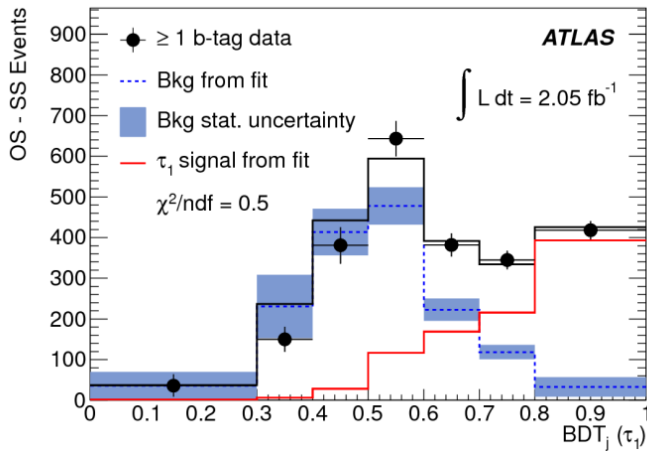 OS - SS Events
900
800
700
600
500
400
300
200
100
0
≥ 1 b-tag data
Bkg from fit
Bkg stat. uncertainty
τ₁ signal from fit
χ²/ndf = 0.5
ATLAS
∫ L dt = 2.05 fb⁻¹
0 0.1 0.2 0.3 0.4 0.5 0.6 0.7 0.8 0.9 1
BDTⱼ (τ₁)